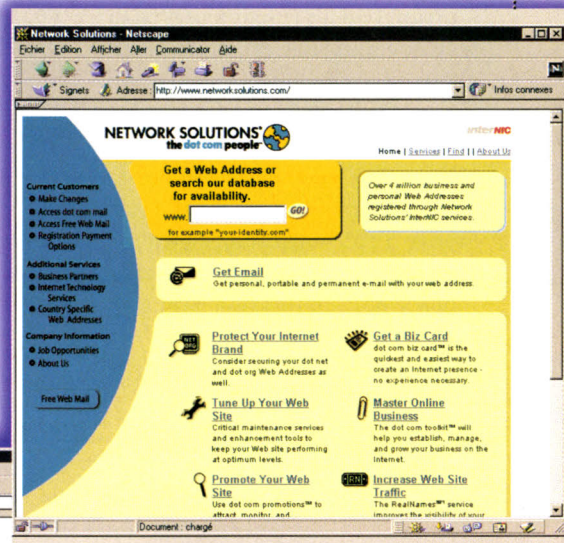 Network Solutions - Netscape
Fichier Edition Afficher Aller Communicator Aide
Signets Adresse : http://www.networksolutions.com/ Infos connexes
NETWORK SOLUTIONS
the dot com people™
InterNIC
Home | Services | Find | | About Us
Current Customers
Make Changes
Access dot com mail
Access Free Web Mail
Registration Payment
Options
Additional Services
Business Partners
Internet Technology
Services
Country Specific
Web Addresses
Company Information
Job Opportunities
About Us
Free Web Mail
Get a Web Address or
search our database
for availability.
www. GO!
for example "your-identity.com"
Over 4 million business and
personal Web Addresses
registered through Network
Solutions' InterNIC services.
Get Email
Get personal, portable and permanent e-mail with your web address.
Protect Your Internet
Brand
Consider securing your dot net
and dot org Web Addresses as
well.
Get a Biz Card
dot com biz card™ is the
quickest and easiest way to
create an Internet presence -
no experience necessary.
Tune Up Your Web
Site
Critical maintenance services
and enhancement tools to
keep your Web site performing
at optimum levels.
Master Online
Business
The dot com toolkit™ will
help you establish, manage,
and grow your business on the
Internet.
Promote Your Web
Site
Use dot com promotions™ to
attract, monitor, and
RN
Increase Web Site
Traffic
The RealNames℠ service
improves the visibility of your
Document : chargé